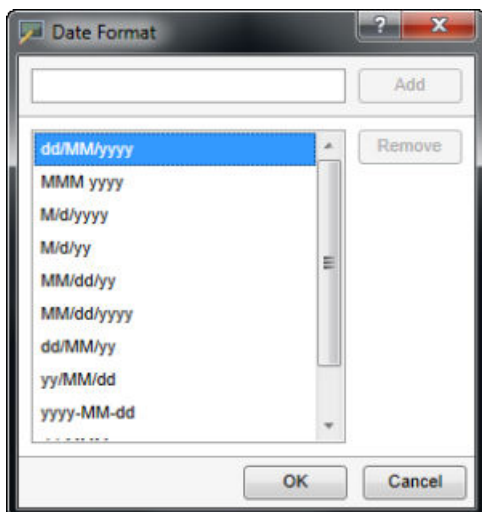 Date Format
?
Add
dd/MM/yyyy
Remove
MMM yyyy
M/d/yyyy
M/d/yy
MM/dd/yy
MM/dd/yyyy
dd/MM/yy
yy/MM/dd
yyyy-MM-dd
OK Cancel